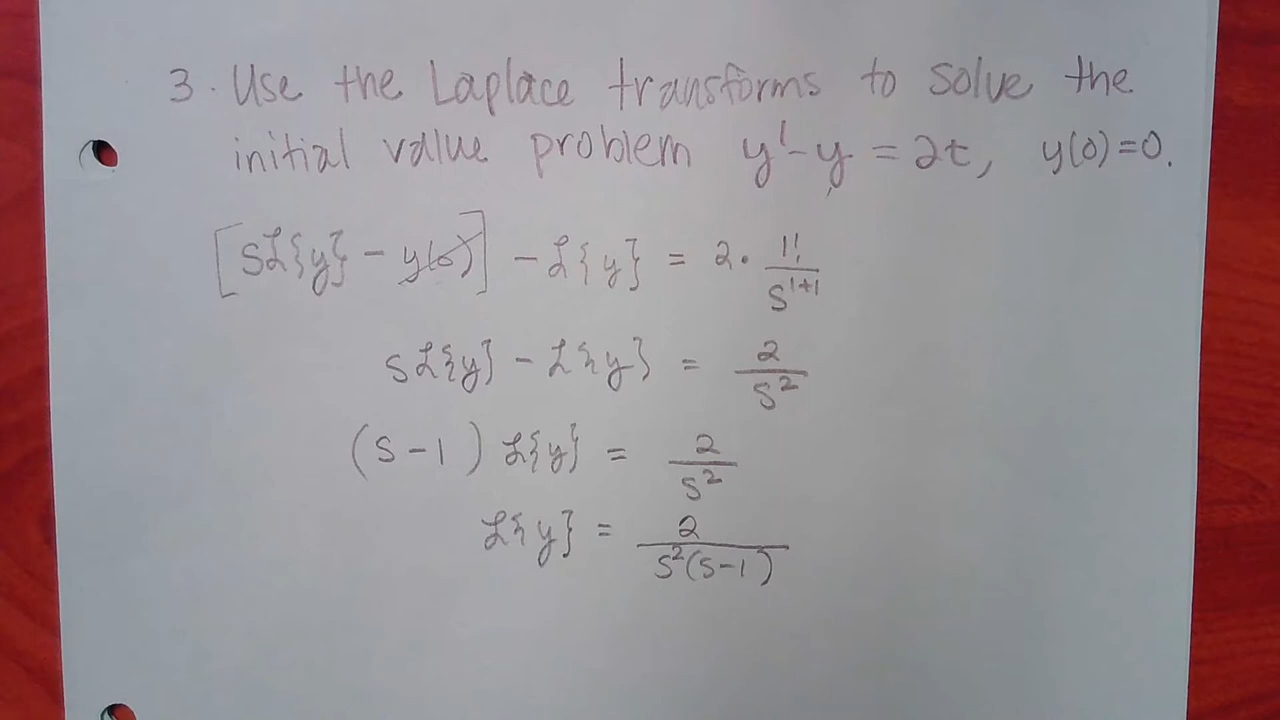 3. Use the Laplace transforms to solve the
initial value problem y'-y = 2t, y(0)=0.
[sℒ{y} - y(0)] - ℒ{y} = 2 · 1!/s^{1+1}
sℒ{y} - ℒ{y} = 2/s²
(s-1) ℒ{y} = 2/s²
ℒ{y} = 2/s²(s-1)